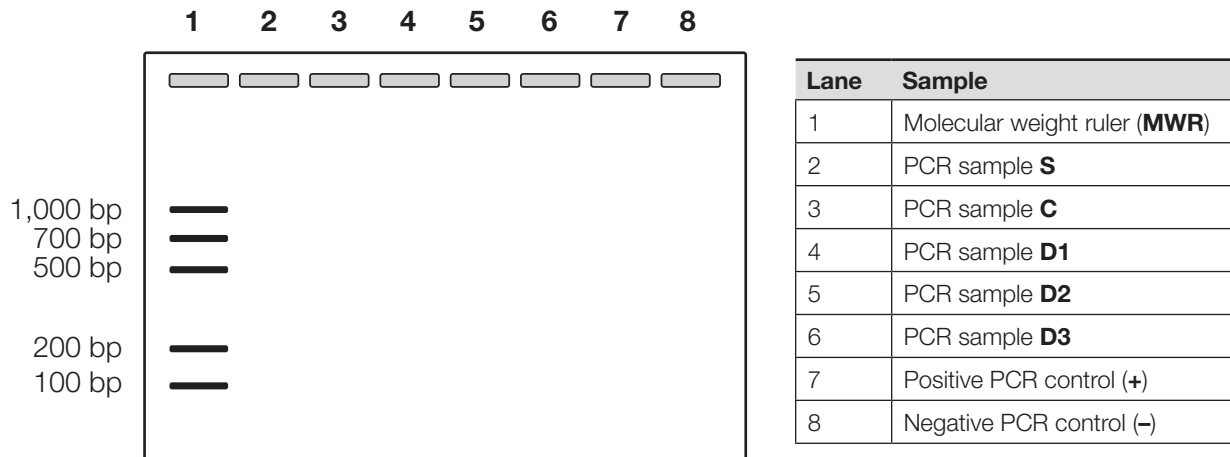 1 2 3 4 5 6 7 8
1,000 bp
700 bp
500 bp
200 bp
100 bp
Lane Sample
1 Molecular weight ruler (MWR)
2 PCR sample S
3 PCR sample C
4 PCR sample D1
5 PCR sample D2
6 PCR sample D3
7 Positive PCR control (+)
8 Negative PCR control (–)